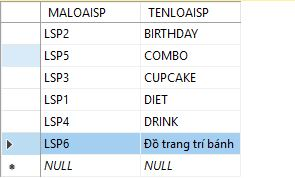 MALOAISP TENLOAISP
LSP2 BIRTHDAY
LSP5 COMBO
LSP3 CUPCAKE
LSP1 DIET
LSP4 DRINK
LSP6 Đồ trang trí bánh
NULL NULL